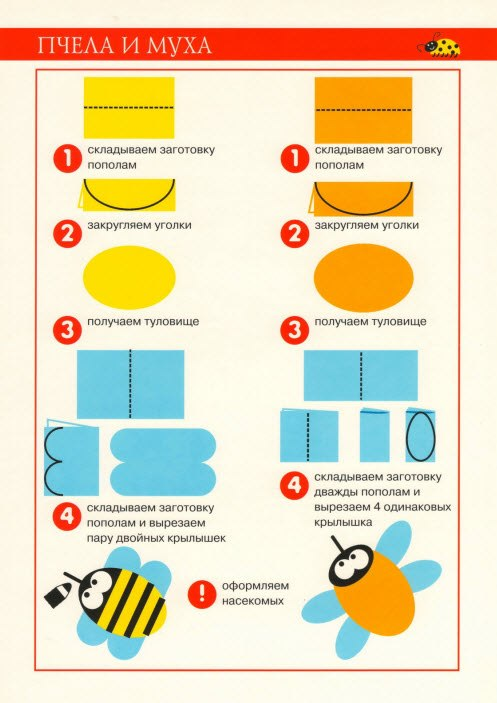 ПЧЕЛА И МУХА
1
складываем заготовку
пополам
2
закругляем уголки
3
получаем туловище
4
складываем заготовку
пополам и вырезаем
пару двойных крылышек
1
складываем заготовку
пополам
2
закругляем уголки
3
получаем туловище
4
складываем заготовку
дважды пополам и
вырезаем 4 одинаковых
крылышка
!
оформляем
насекомых